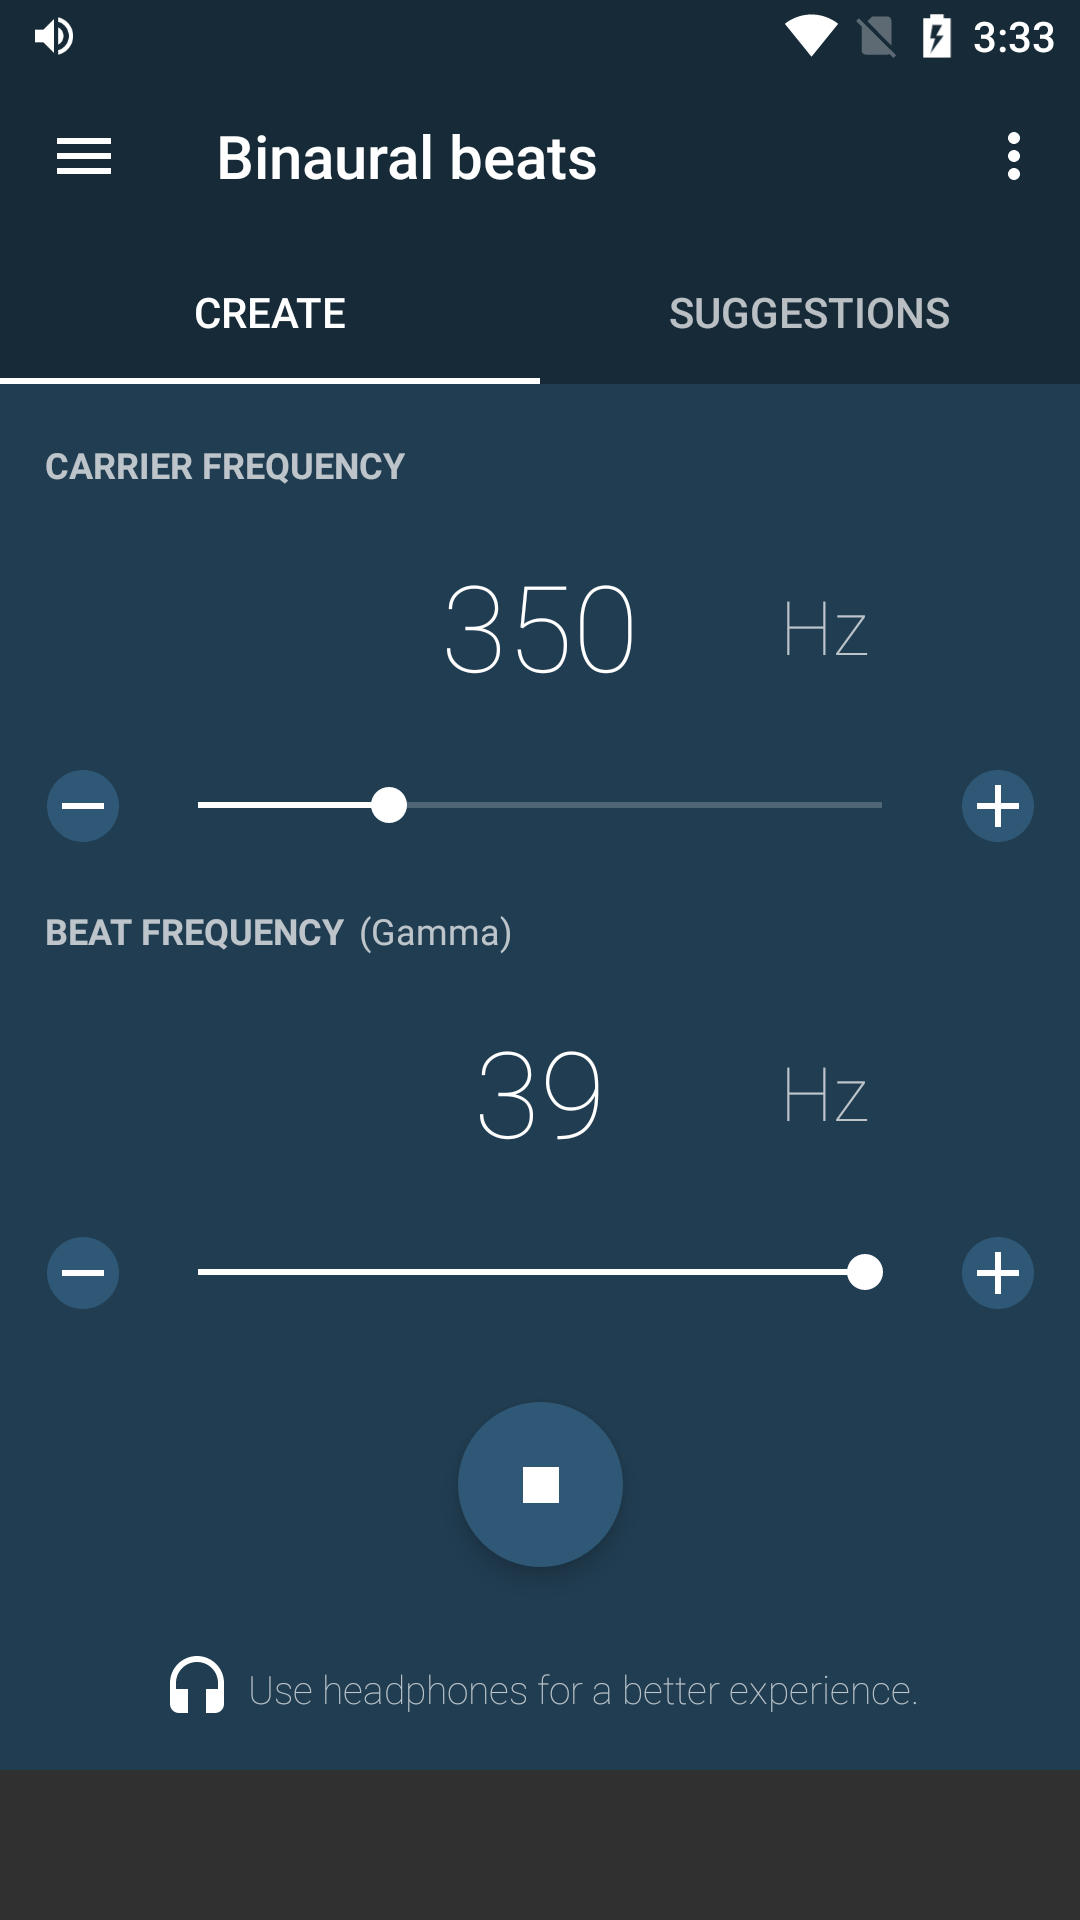 3:33
Binaural beats
CREATE
SUGGESTIONS
CARRIER FREQUENCY
350 Hz
BEAT FREQUENCY (Gamma)
39 Hz
Use headphones for a better experience.